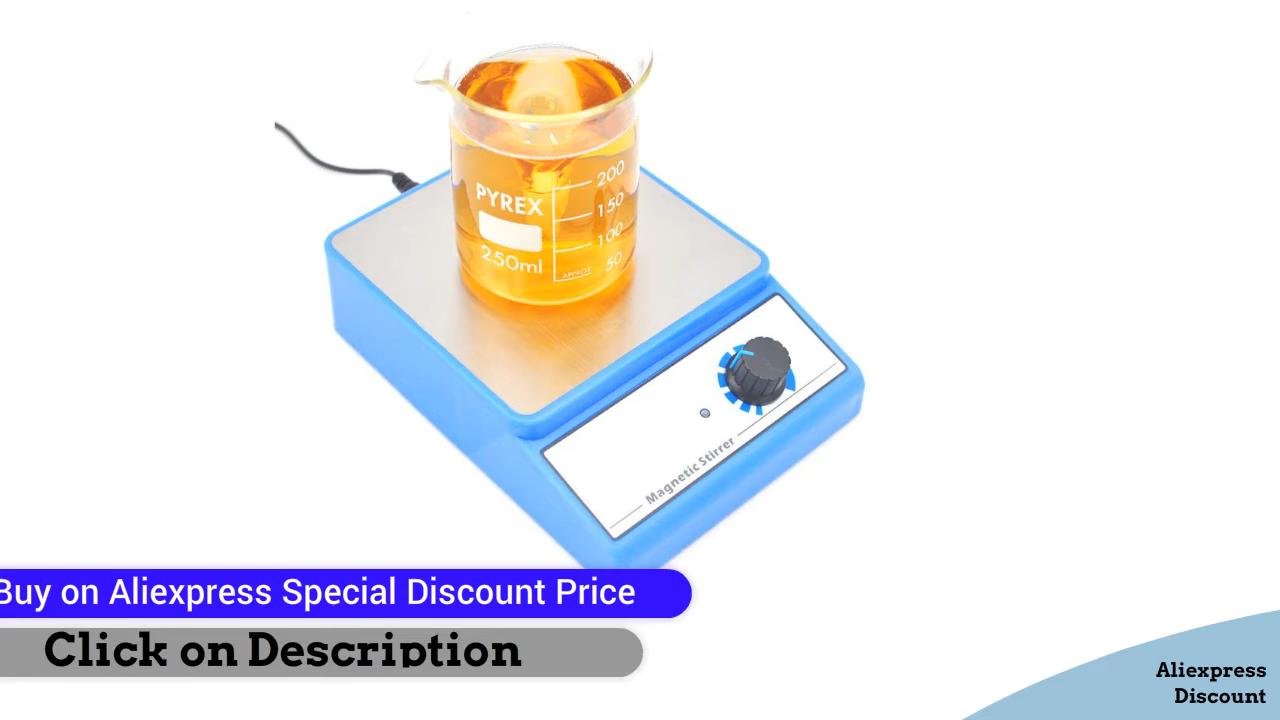 PYREX
250ml
200
150
100
50
APPROX
Magnetic Stirrer
Buy on Aliexpress Special Discount Price
Click on Description
Aliexpress
Discount